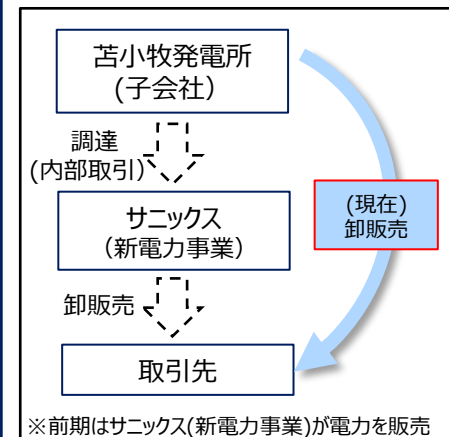 苫小牧発電所
(子会社）
調達
(内部取引)
(現在)
卸販売
サニックス
（新電力事業）
卸販売
取引先
※前期はサニックス(新電力事業)が電力を販売